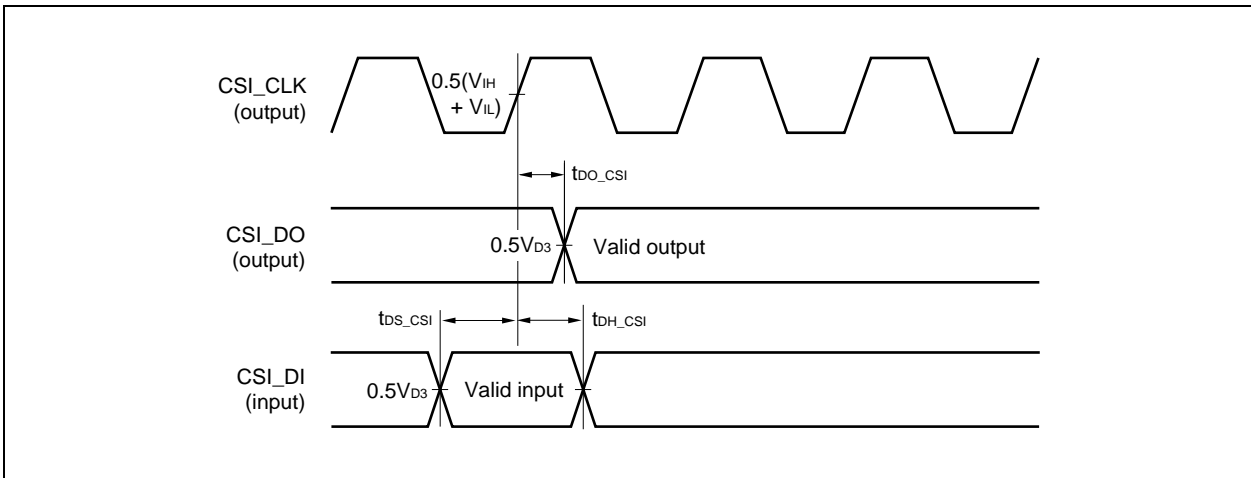 CSI_CLK
(output)
0.5(VIH
+ VIL)
tDO_CSI
CSI_DO
(output)
0.5VD3
Valid output
tDS_CSI
tDH_CSI
CSI_DI
(input)
0.5VD3
Valid input